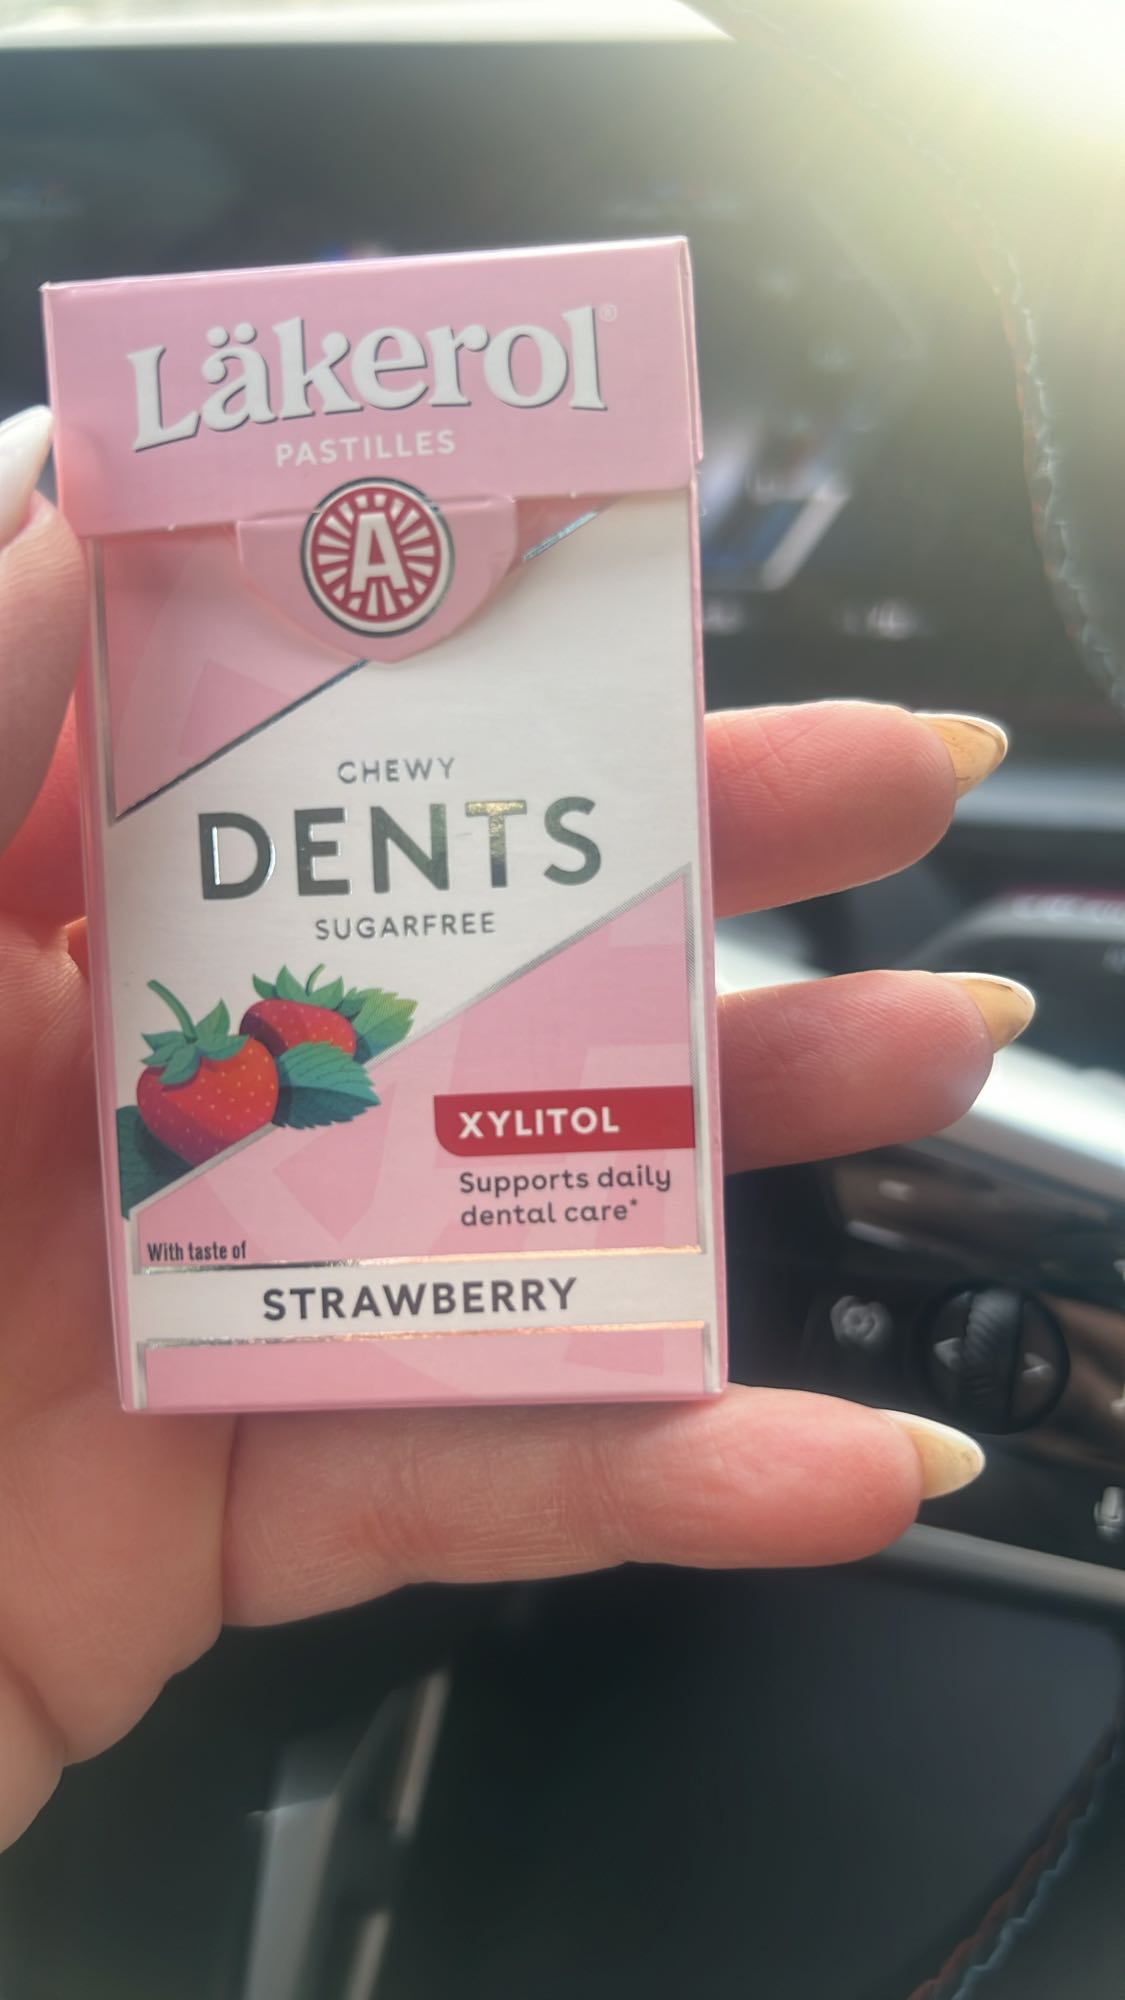 Läkerol®
PASTILLES
A
CHEWY
DENTS
SUGARFREE
XYLITOL
Supports daily
dental care*
With taste of
STRAWBERRY